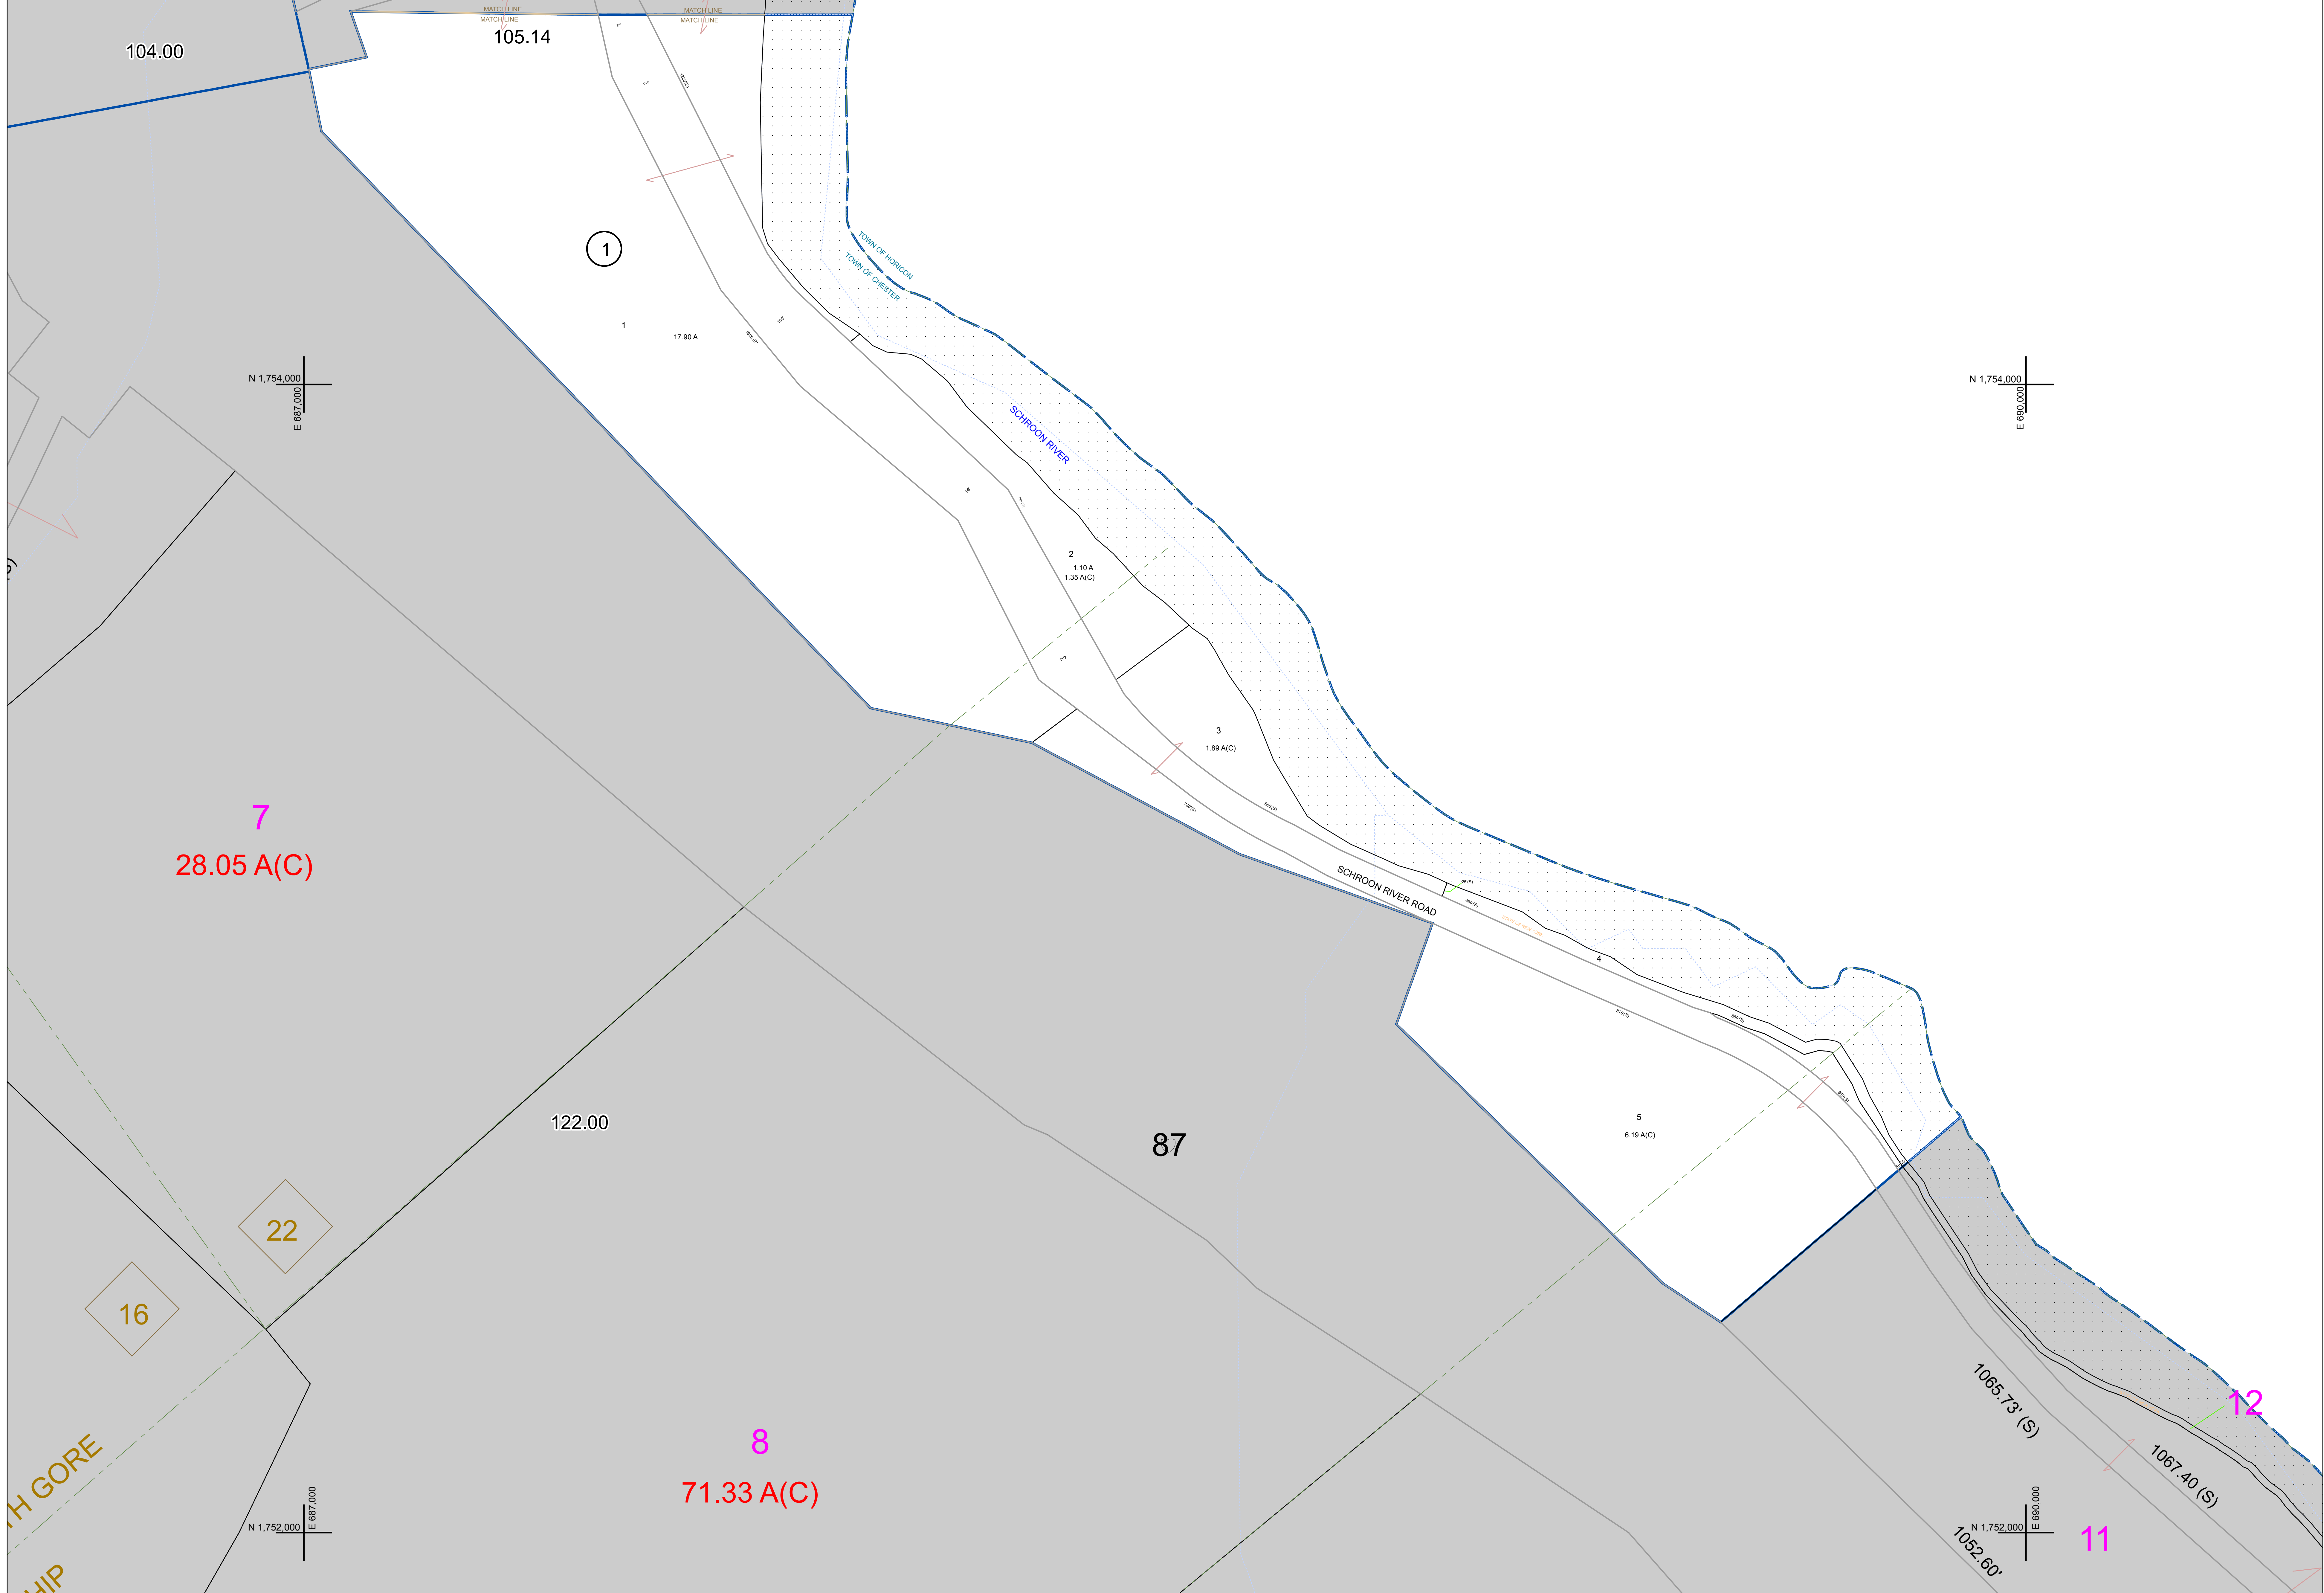 MATCH LINE
MATCH LINE
MATCH LINE
MATCH LINE
104.00
105.14
TOWN OF HORICON
TOWN OF CHESTER
1
1
17.90 A
100'
N 1,754,000
E 687,000
N 1,754,000
E 690,000
SCHROON RIVER
2
1.10 A
1.35 A(C)
3
1.89 A(C)
7
28.05 A(C)
SCHROON RIVER ROAD
4
5
6.19 A(C)
122.00
87
22
16
1065.73' (S)
12
8
TH GORE
1067.40 (S)
71.33 A(C)
N 1,752,000
E 687,000
N 1,752,000
E 690,000
11
1052.60'
HIP